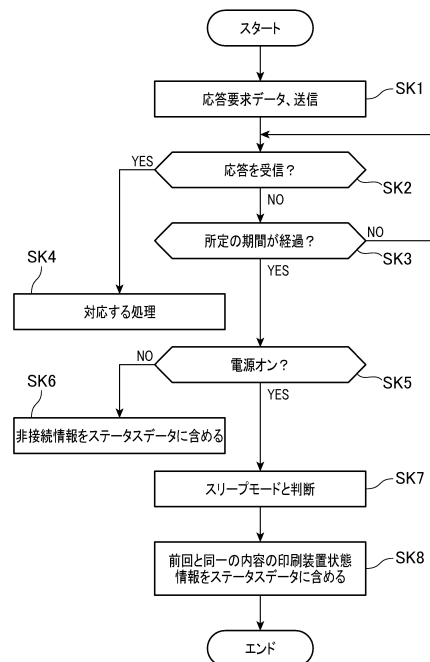 スタート
応答要求データ、送信
SK1
応答を受信?
YES
SK2
NO
所定の期間が経過?
NO
SK3
YES
SK4
対応する処理
電源オン?
NO
SK5
YES
SK6
非接続情報をステータスデータに含める
スリープモードと判断
SK7
前回と同一の内容の印刷装置状態
情報をステータスデータに含める
SK8
エンド